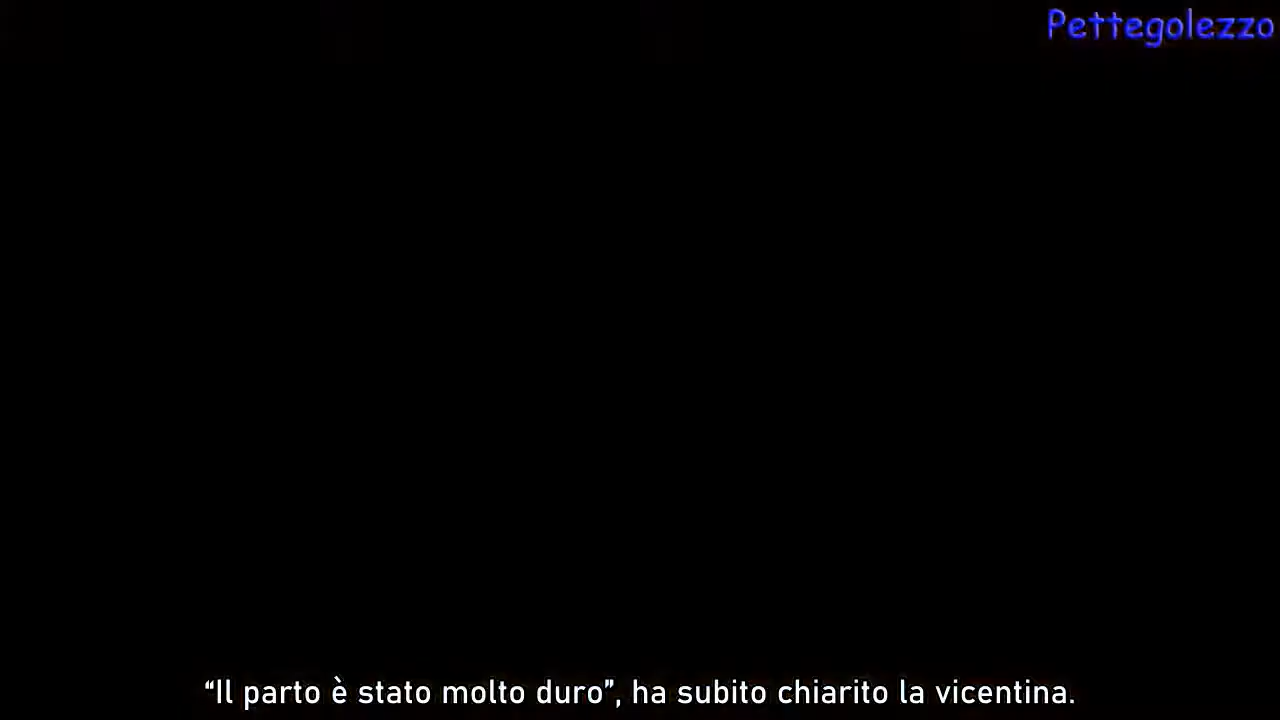 Pettegolezzo
“Il parto è stato molto duro”, ha subito chiarito la vicentina.